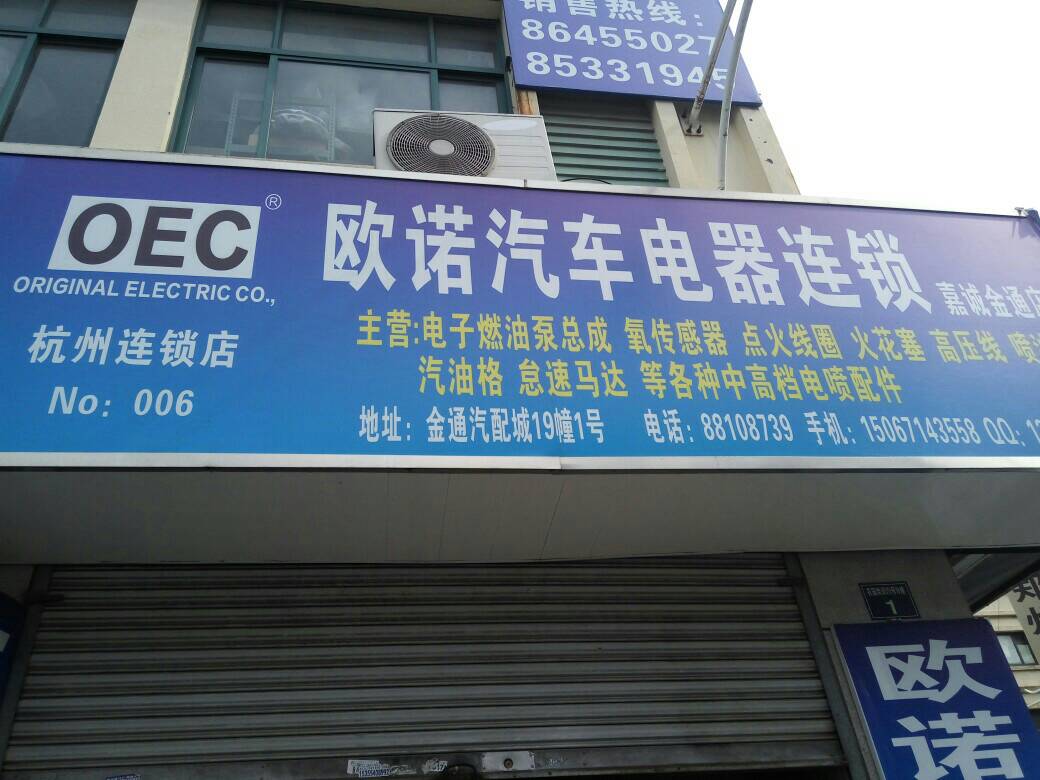 销售热线：
86455027
85331945
OEC®
ORIGINAL ELECTRIC CO.,
杭州连锁店
No：006
欧诺汽车电器连锁
嘉诚金通店
主营:电子燃油泵总成 氧传感器 点火线圈 火花塞 高压线 喷
汽油格 怠速马达 等各种中高档电喷配件
地址：金通汽配城19幢1号 电话：88108739 手机：15067143558 QQ：1
1
欧诺